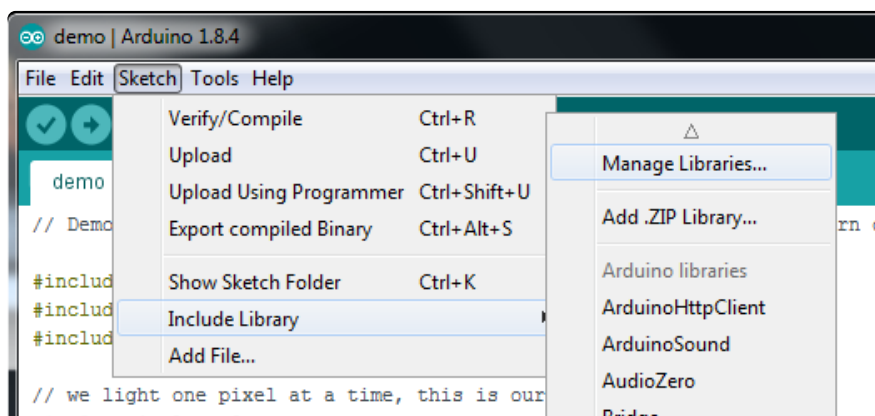 demo | Arduino 1.8.4
File Edit Sketch Tools Help
Verify/Compile Ctrl+R
Upload Ctrl+U
Upload Using Programmer Ctrl+Shift+U
Export compiled Binary Ctrl+Alt+S
Show Sketch Folder Ctrl+K
Include Library
Add File...
Manage Libraries...
Add .ZIP Library...
Arduino libraries
ArduinoHttpClient
ArduinoSound
AudioZero
Bridge
demo
// Demo
#includ
#includ
#includ
// we light one pixel at a time, this is our